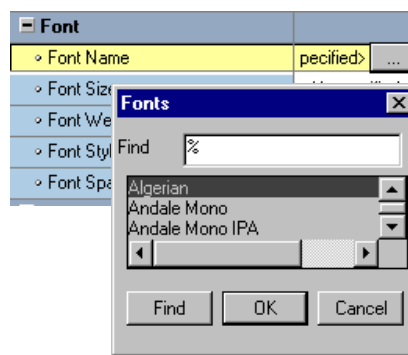 Font
Font Name pecified> ...
Font Size
Fonts
Font We
Find %
Font Styl
Font Spa
Algerian
Andale Mono
Andale Mono IPA
Find OK Cancel